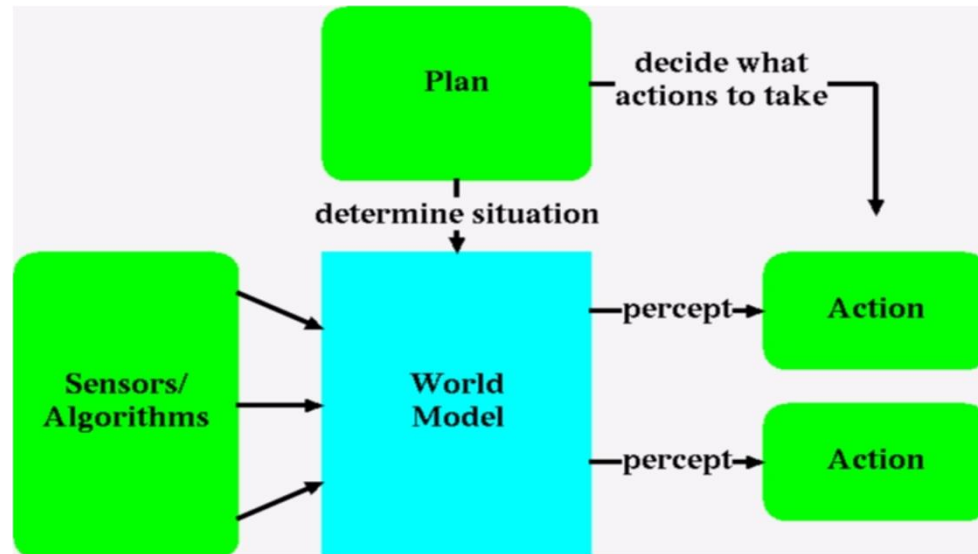 Plan
decide what
actions to take
determine situation
Sensors/
Algorithms
World
Model
percept
Action
percept
Action